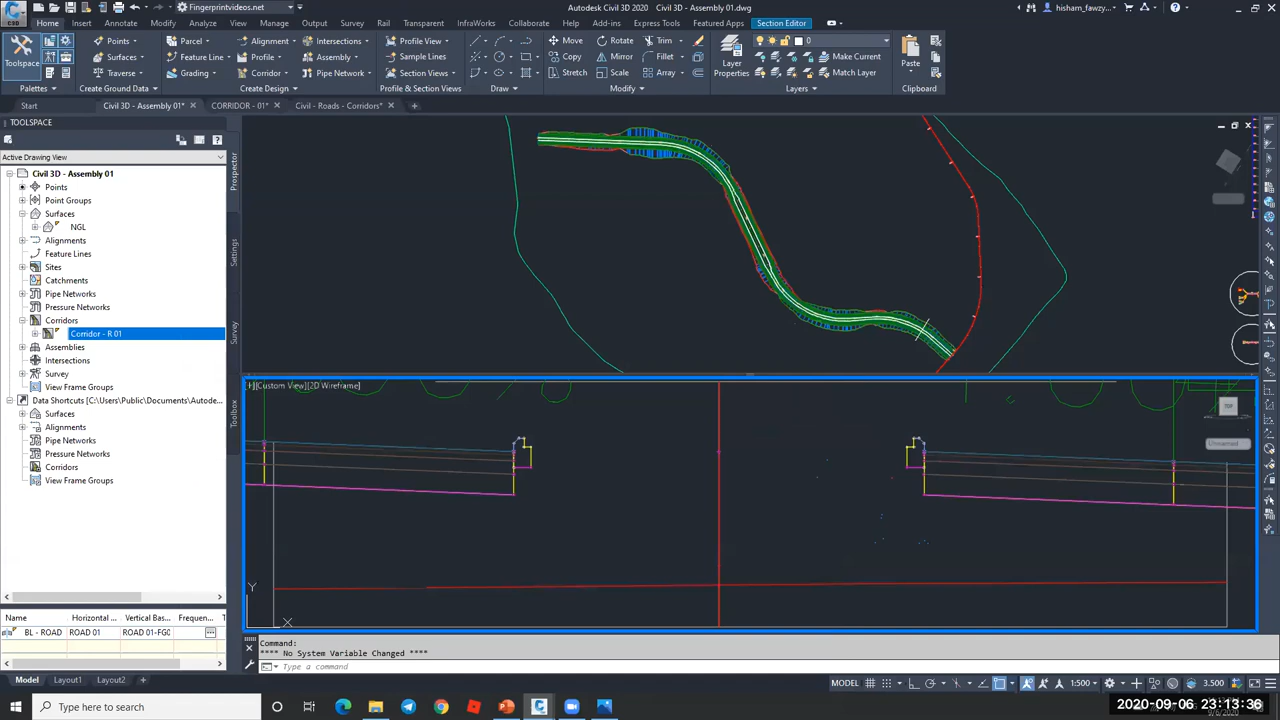 Fingerprintvideos.net
Autodesk Civil 3D 2020 Civil 3D - Assembly 01.dwg
hisham_fawzy...
Home Insert Annotate Modify Analyze View Manage Output Survey Rail Transparent InfraWorks Collaborate Help Add-ins Express Tools Featured Apps Section Editor
Toolspace
Points
Surfaces
Traverse
Parcel
Feature Line
Grading
Alignment
Profile
Corridor
Intersections
Assembly
Pipe Network
Profile View
Sample Lines
Section Views
Move Rotate Trim
Copy Mirror Fillet
Stretch Scale Array
Layer Properties
0
Make Current
Match Layer
Paste
Palettes Create Ground Data Create Design Profile & Section Views Draw Modify Layers Clipboard
Start Civil 3D - Assembly 01* CORRIDOR - 01* Civil - Roads - Corridors*
TOOLSPACE
Active Drawing View
Civil 3D - Assembly 01
Points
Point Groups
Surfaces
NGL
Alignments
Feature Lines
Sites
Catchments
Pipe Networks
Pressure Networks
Corridors
Corridor - R 01
Assemblies
Intersections
Survey
View Frame Groups
Data Shortcuts [C:\Users\Public\Documents\Autode...
Surfaces
Alignments
Pipe Networks
Pressure Networks
Corridors
View Frame Groups
Prospector
Settings
Survey
Toolbox
Name Horizontal ... Vertical Bas... Frequen...
BL - ROAD ROAD 01 ROAD 01-FG0
[+][Custom View][2D Wireframe]
TOP
Unnamed
Y
X
Command:
**** No System Variable Changed ****
Type a command
Model Layout1 Layout2 +
MODEL 1:500 3.500
Type here to search
2020-09-06 23:13:36